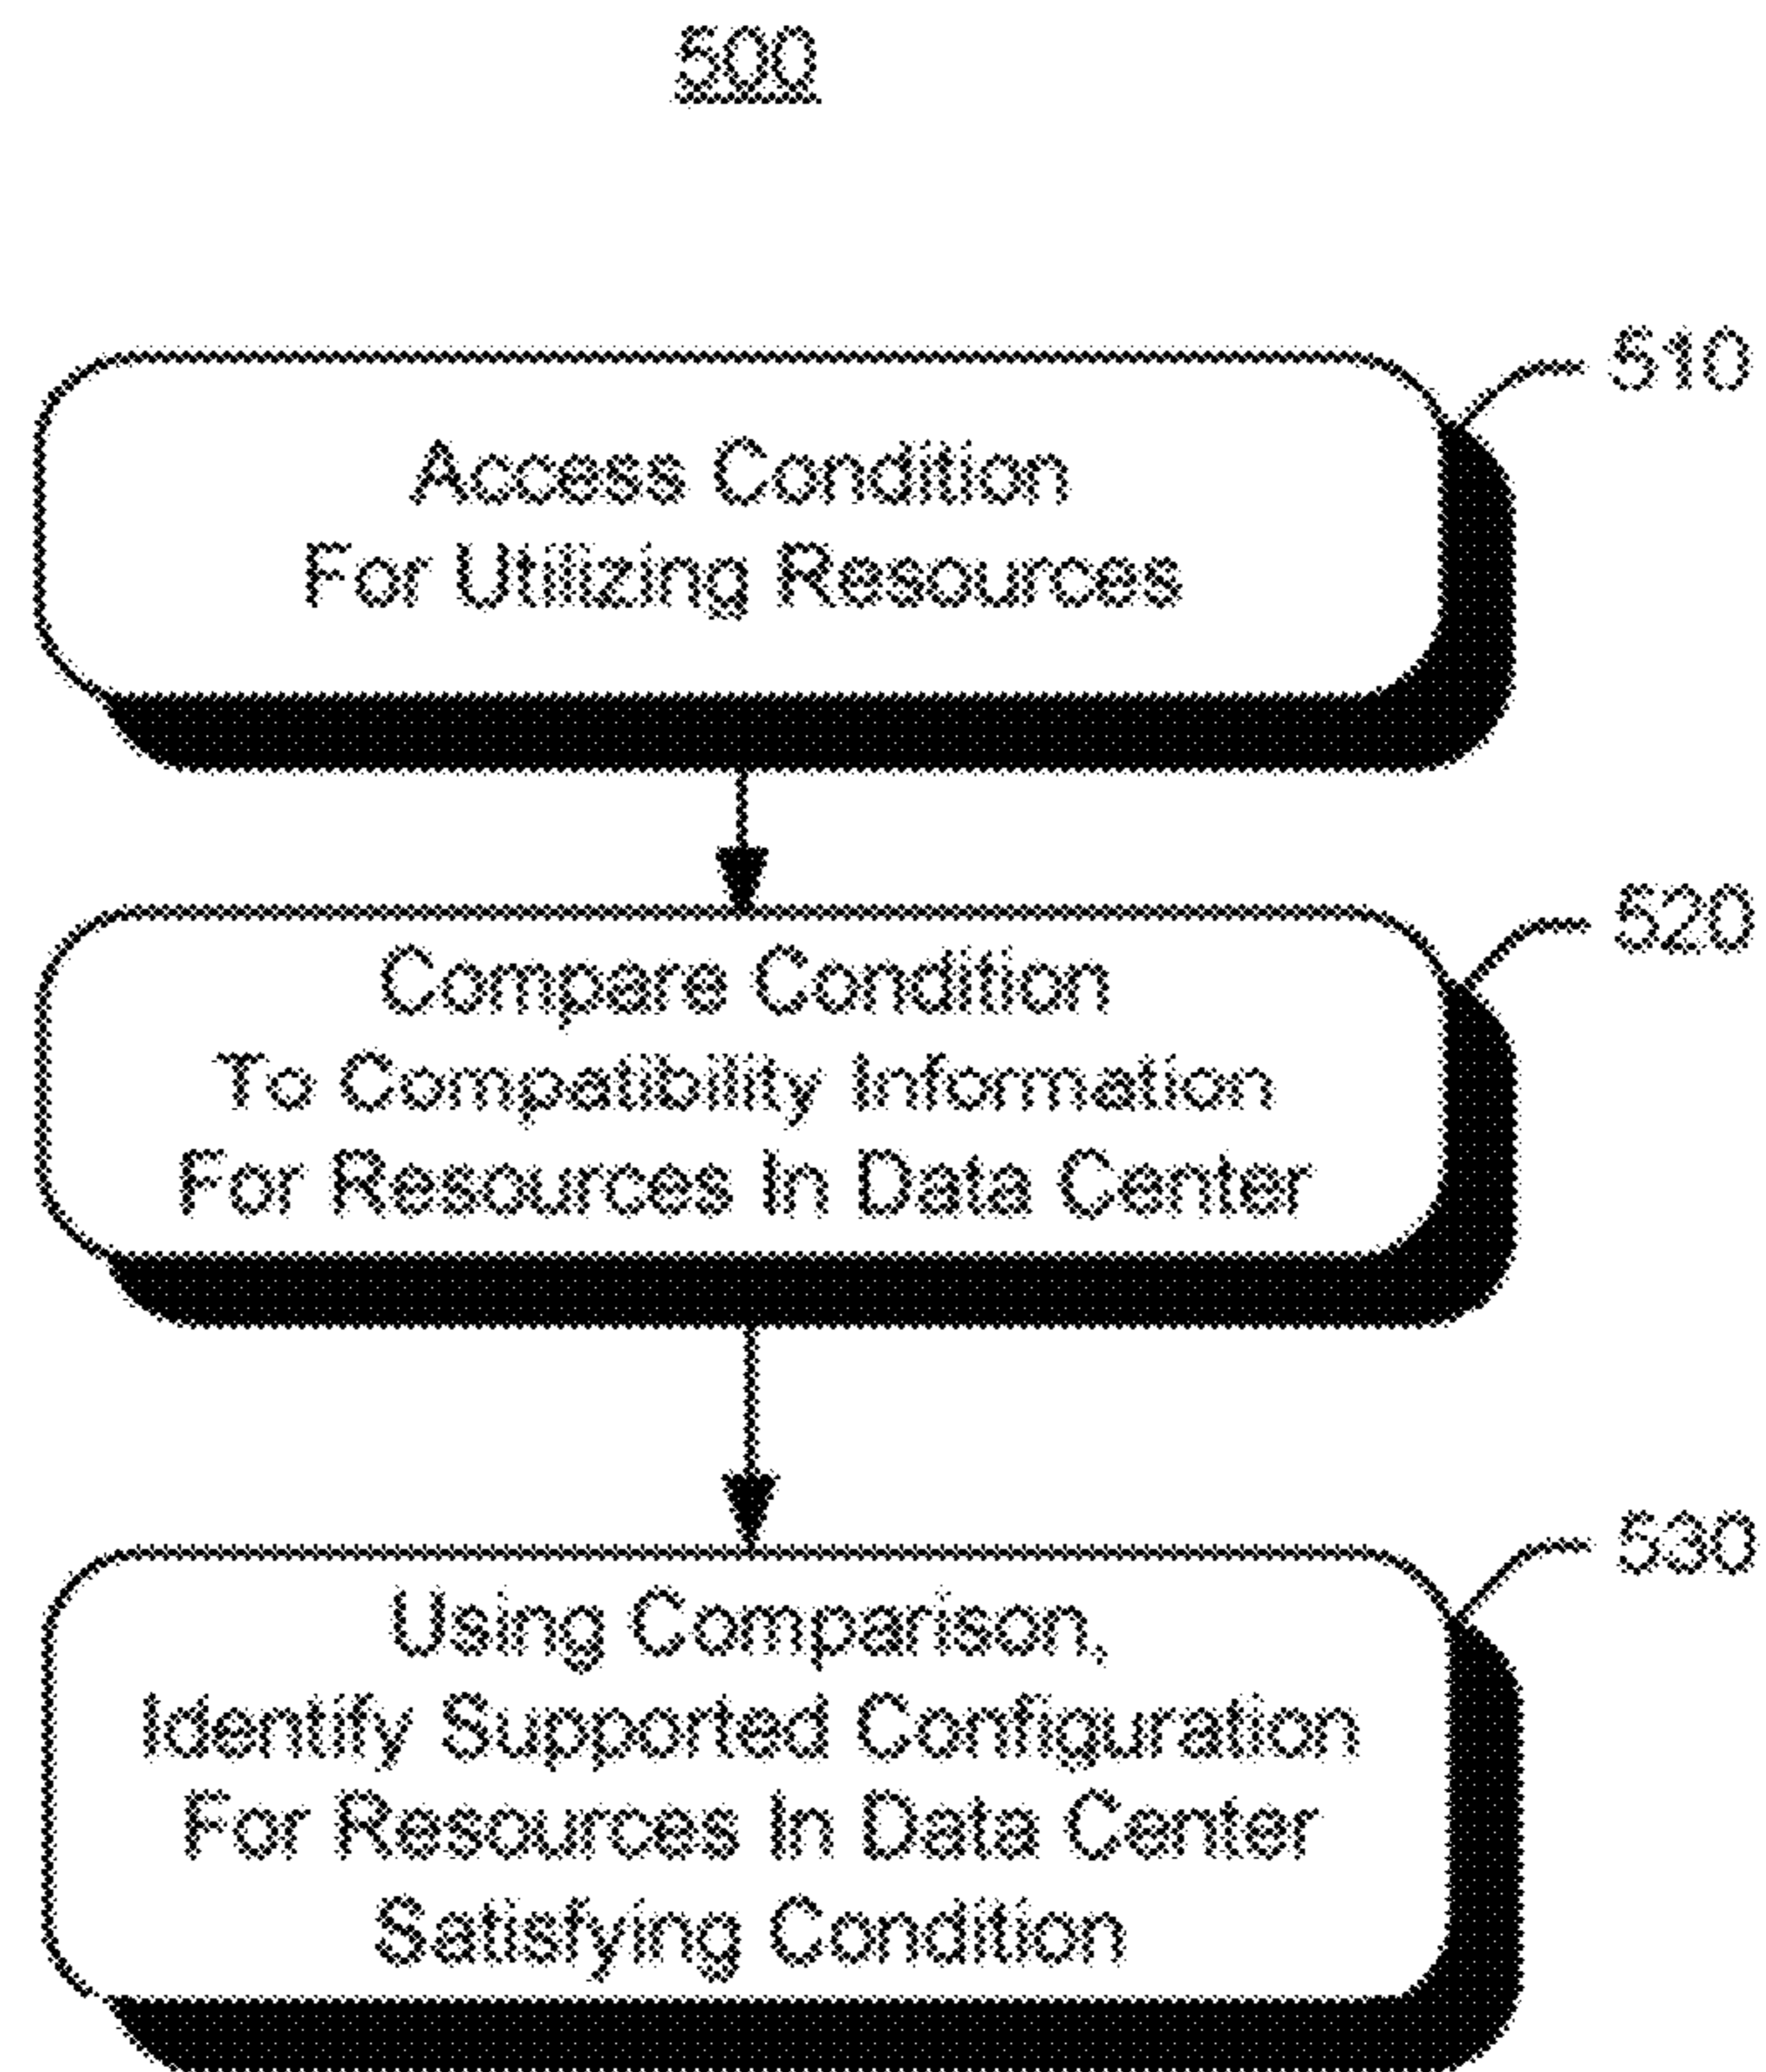 500
510
Access Condition
For Utilizing Resources
520
Compare Condition
To Compatibility Information
For Resources In Data Center
530
Using Comparison,
Identify Supported Configuration
For Resources In Data Center
Satisfying Condition